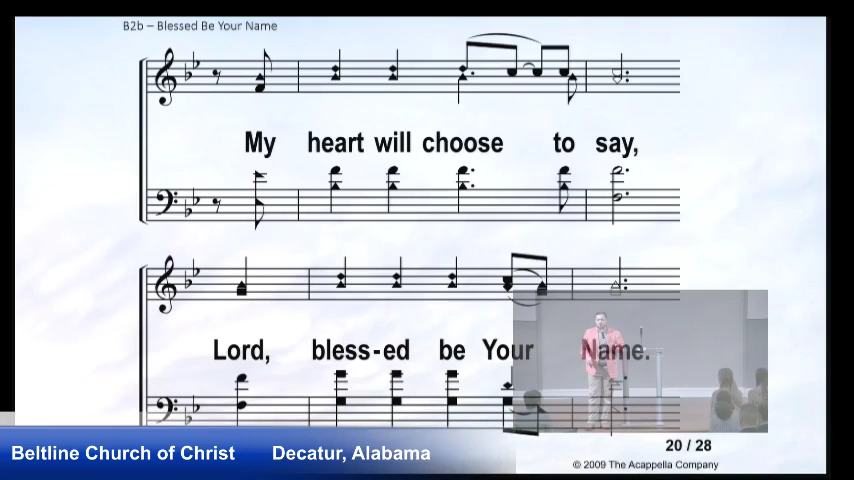 B2b – Blessed Be Your Name
My heart will choose to say,
Lord, bless-ed be Your Name.
Beltline Church of Christ Decatur, Alabama
20 / 28
© 2009 The Acappella Company